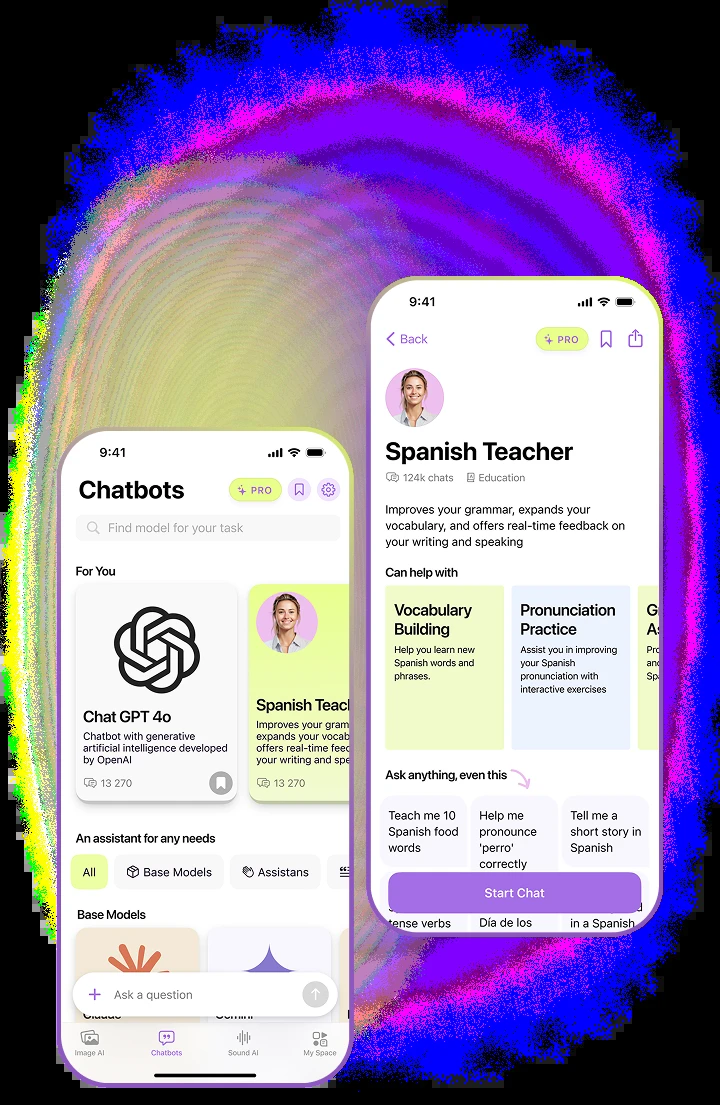 9:41
Chatbots
PRO
Find model for your task
For You
Chat GPT 4o
Chatbot with generative
artificial intelligence developed
by OpenAI
13 270
Spanish Teac
Improves your gram
expands your vocab
offers real-time feed
your writing and spe
13 270
An assistant for any needs
All
Base Models
Assistans
Base Models
Claude
Gemini
Ask a question
Image AI
Chatbots
Sound AI
My Space
9:41
Back
PRO
Spanish Teacher
124k chats
Education
Improves your grammar, expands your
vocabulary, and offers real-time feedback on
your writing and speaking
Can help with
Vocabulary
Building
Help you learn new
Spanish words and
phrases.
Pronunciation
Practice
Assist you in improving
your Spanish
pronunciation with
interactive exercises
Ask anything, even this
Teach me 10
Spanish food
words
Help me
pronounce
'perro'
correctly
Tell me a
short story in
Spanish
Start Chat
tense verbs
Día de los
in a Spanish